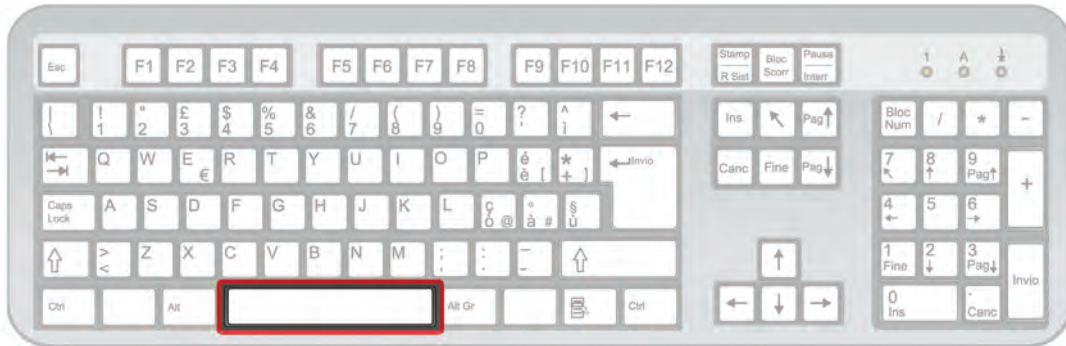 Esc F1 F2 F3 F4 F5 F6 F7 F8 F9 F10 F11 F12 Stamp R Sist Bloc Scorr Pausa Interr 1 A
| \ ! 1 " 2 £ 3 $ 4 % 5 & 6 / 7 ( 8 ) 9 = 0 ? ' ^ ì Ins Pag Bloc Num / * -
Q W E € R T Y U I O P é è [ * + ] Invio Canc Fine Pag 7 8 9 Pag +
Caps Lock A S D F G H J K L ç ò @ ° à # § ù 4 5 6
> < Z X C V B N M ; , : . _ - 1 Fine 2 3 Pag Invio
Ctrl Alt Alt Gr Ctrl 0 Ins . Canc